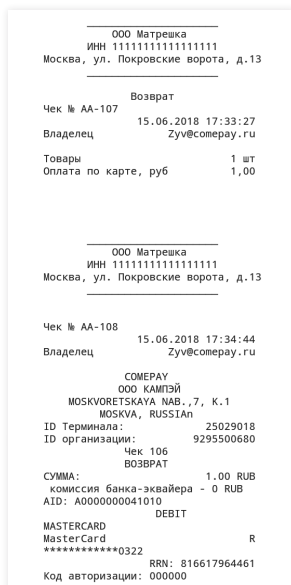 ООО Матрешка
ИНН 11111111111111111
Москва, ул. Покровские ворота, д.13
Возврат
Чек № АА-107
15.06.2018 17:33:27
Владелец Zyv@comepay.ru
Товары 1 шт
Оплата по карте, руб 1,00
ООО Матрешка
ИНН 11111111111111111
Москва, ул. Покровские ворота, д.13
Чек № АА-108
15.06.2018 17:34:44
Владелец Zyv@comepay.ru
COMEPAY
ООО КАМПЭЙ
MOSKVORETSKAYA NAB.,7, K.1
MOSKVA, RUSSIAn
ID Терминала: 25029018
ID организации: 9295500680
Чек 106
ВОЗВРАТ
СУММА: 1.00 RUB
комиссия банка-эквайера - 0 RUB
AID: A0000000041010
DEBIT
MASTERCARD
MasterCard R
************0322
RRN: 816617964461
Код авторизации: 000000